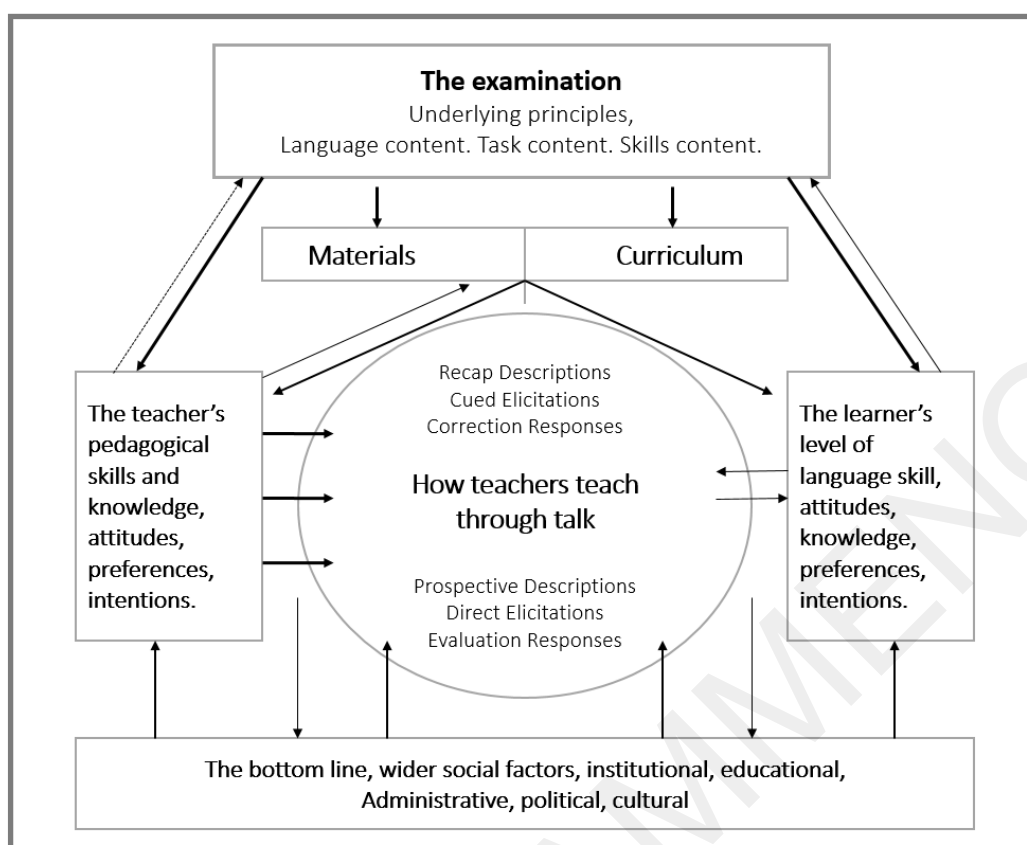 The examination
Underlying principles,
Language content. Task content. Skills content.
Materials
Curriculum
Recap Descriptions
Cued Elicitations
Correction Responses
The teacher’s
pedagogical
skills and
knowledge,
attitudes,
preferences,
intentions.
How teachers teach
through talk
The learner’s
level of
language skill,
attitudes,
knowledge,
preferences,
intentions.
Prospective Descriptions
Direct Elicitations
Evaluation Responses
The bottom line, wider social factors, institutional, educational,
Administrative, political, cultural